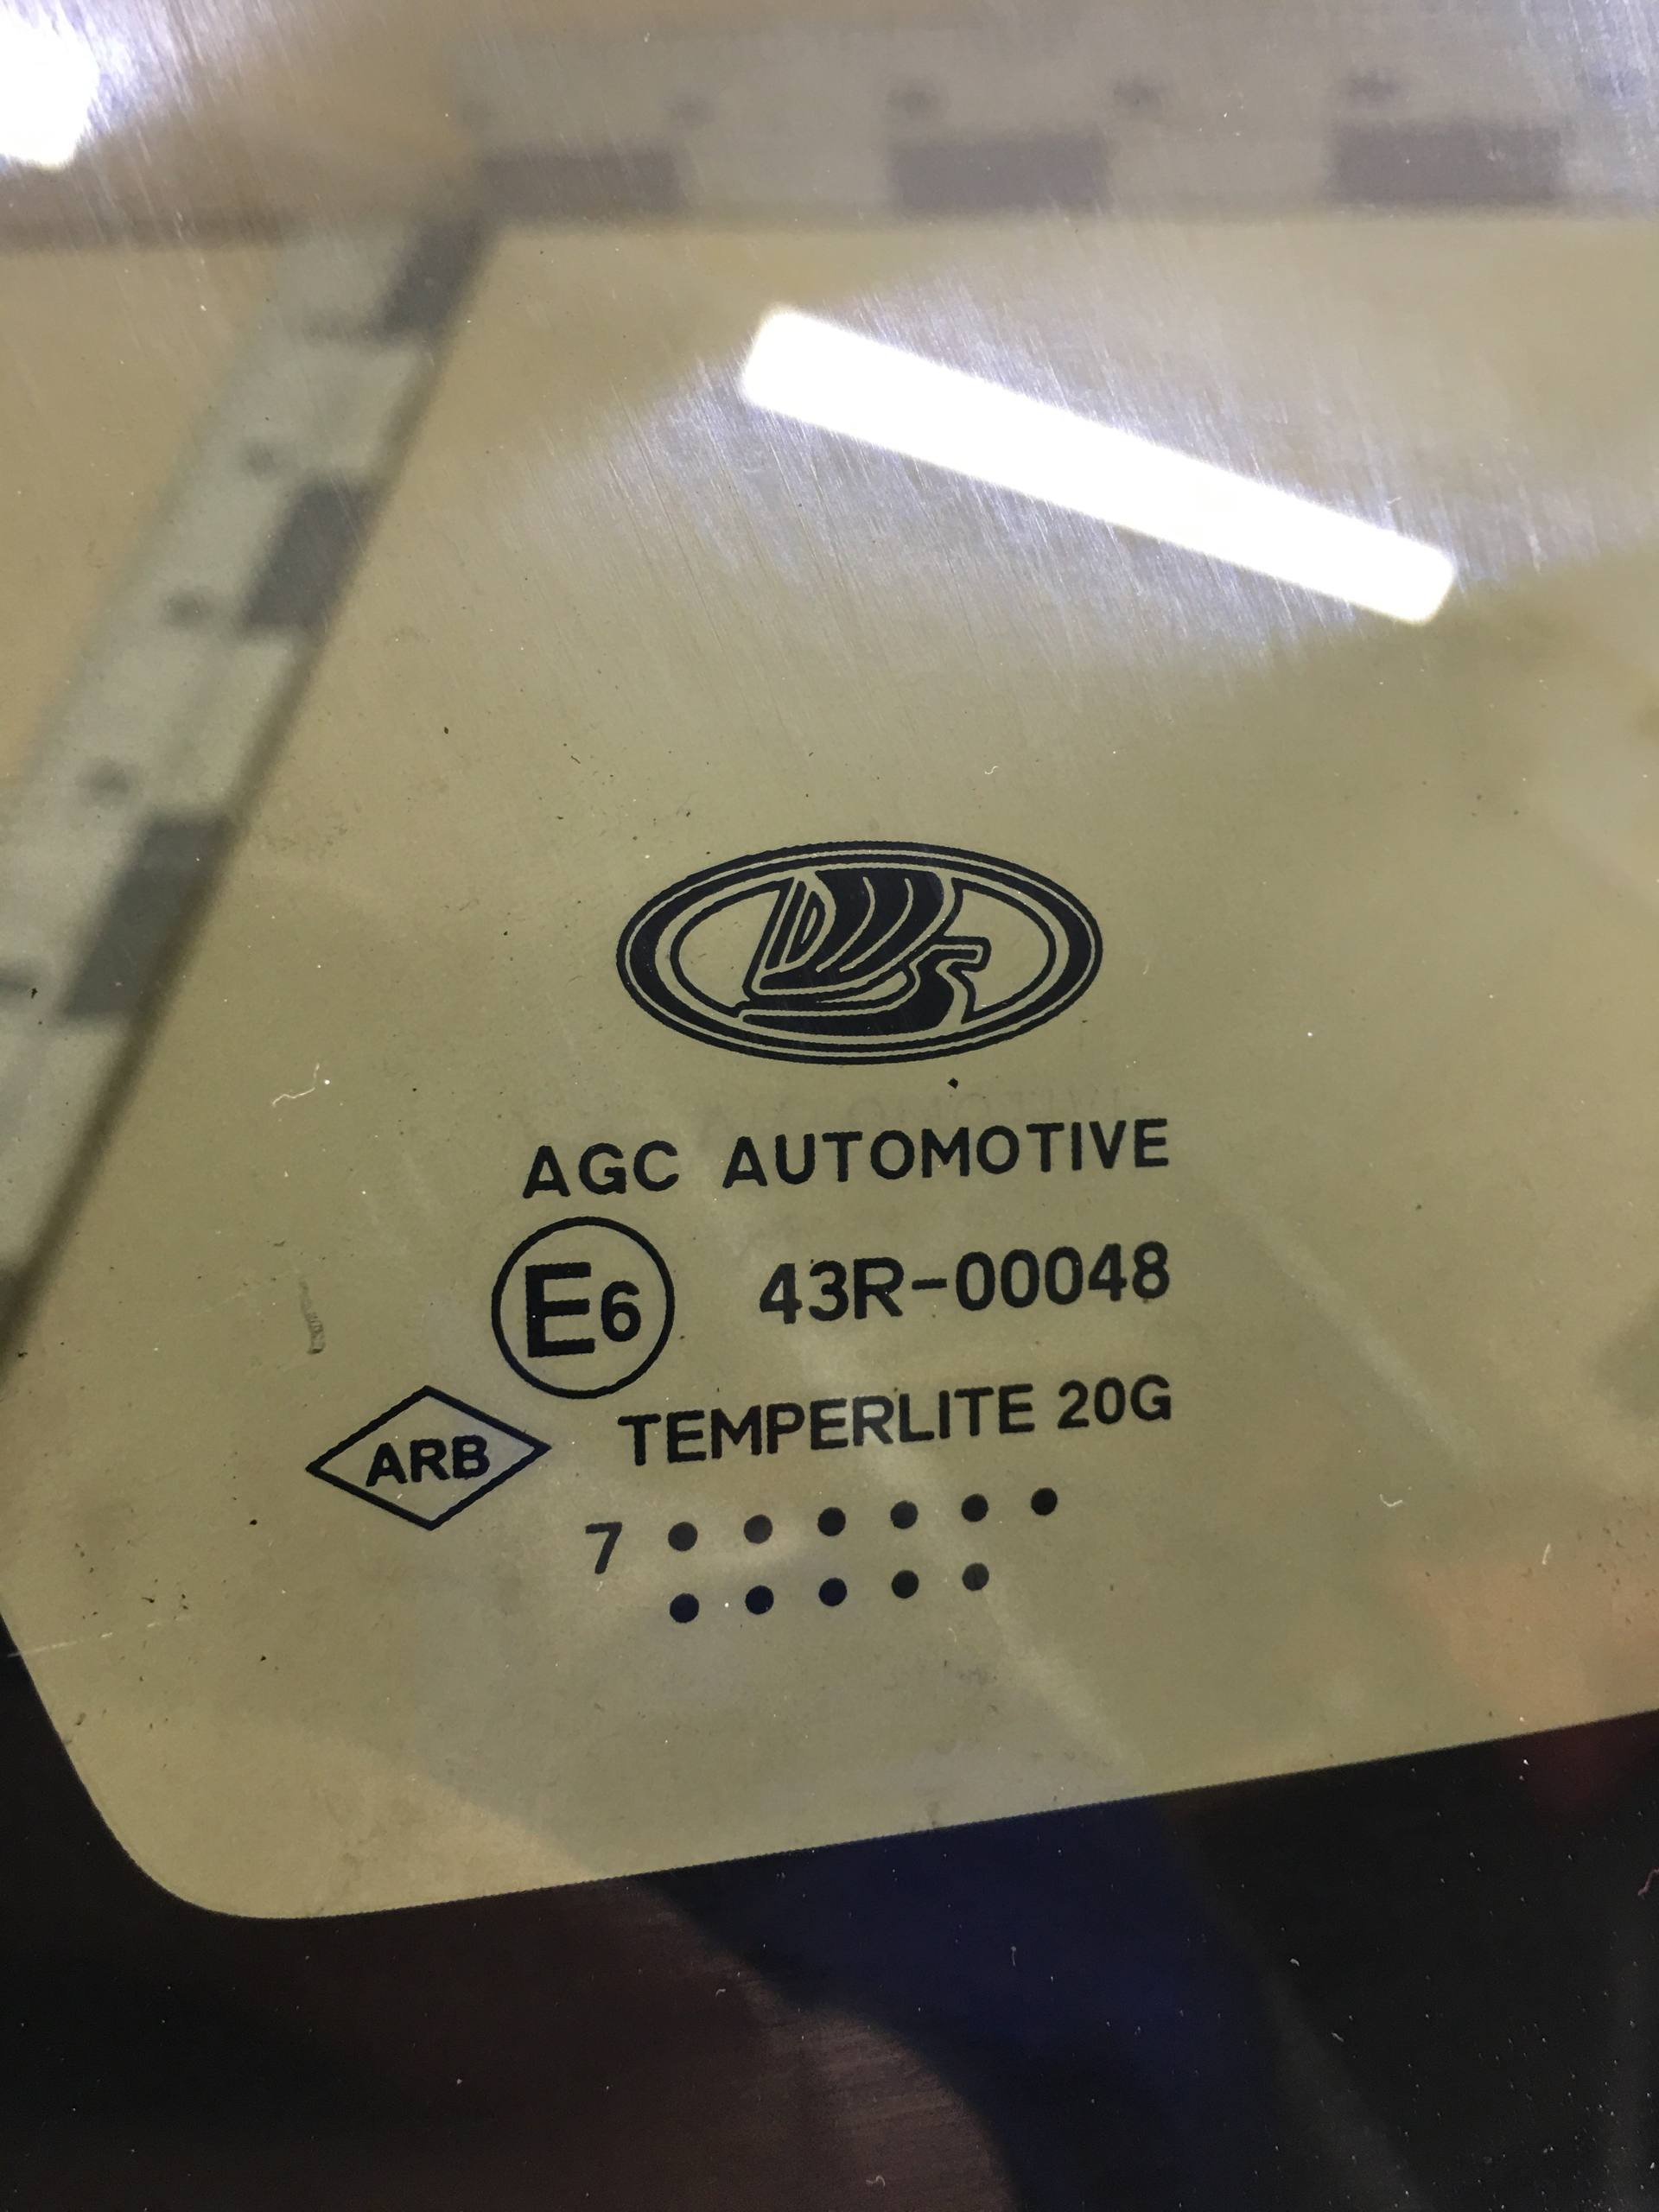 AGC AUTOMOTIVE
E6 43R-00048
ARB TEMPERLITE 20G
7 ● ● ● ● ● ●
● ● ● ● ●